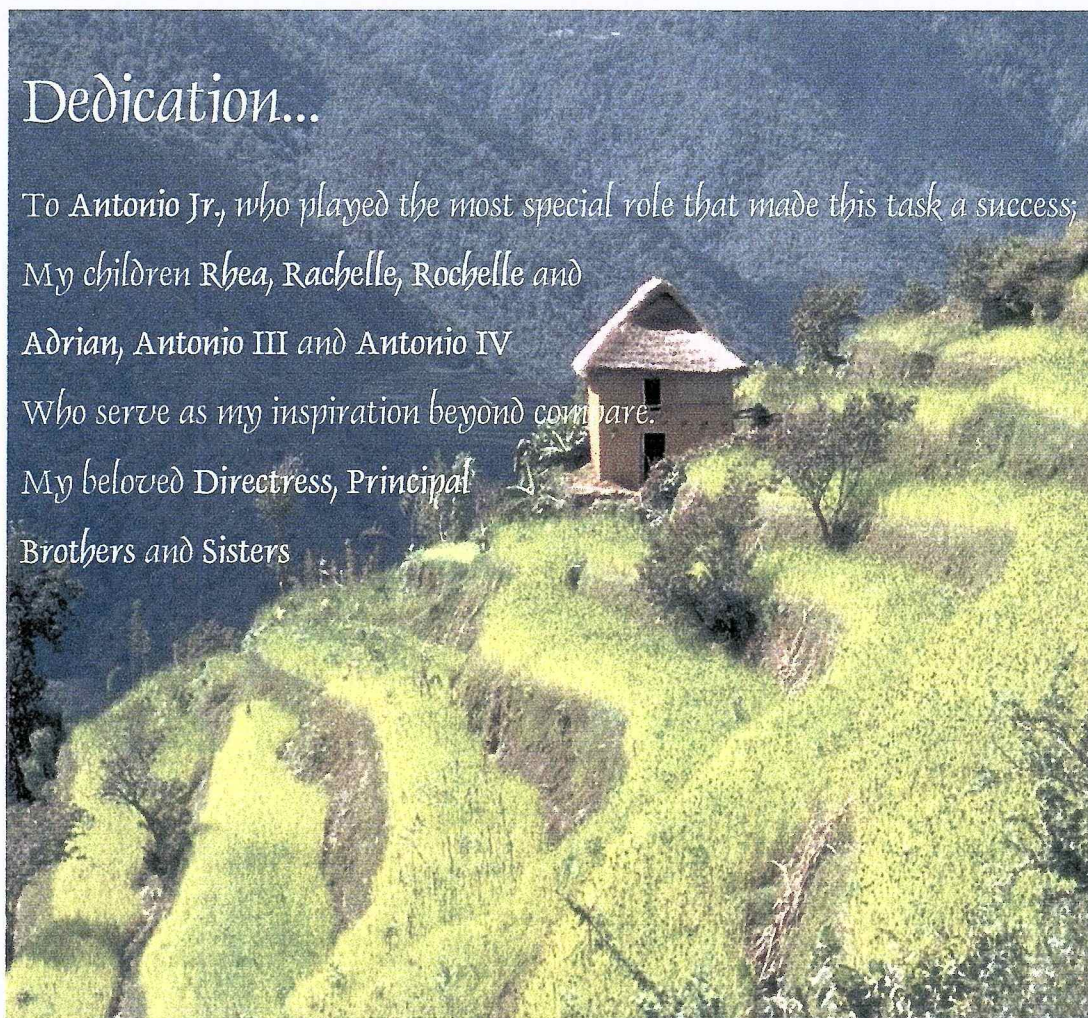 Dedication...
To Antonio Jr., who played the most special role that made this task a success;
My children Rhea, Rachelle, Rochelle and
Adrian, Antonio III and Antonio IV
Who serve as my inspiration beyond compare.
My beloved Directress, Principal
Brothers and Sisters